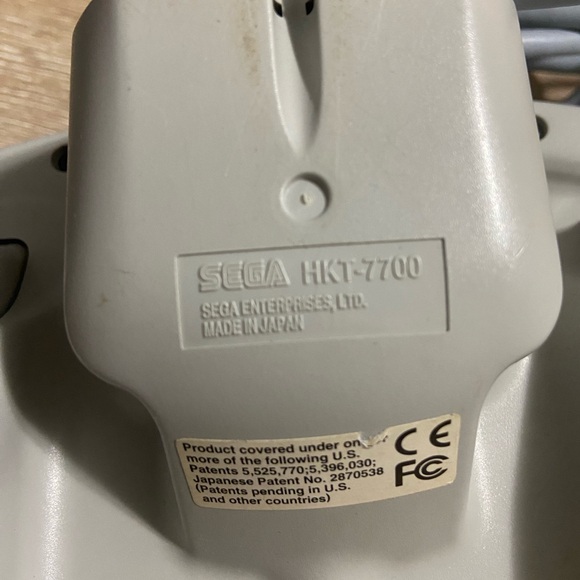 SEGA HKT-7700
SEGA ENTERPRISES, LTD.
MADE IN JAPAN
Product covered under one or
more of the following U.S.
Patents 5,525,770;5,396,030;
Japanese Patent No. 2870538
(Patents pending in U.S.
and other countries)
CE
FC